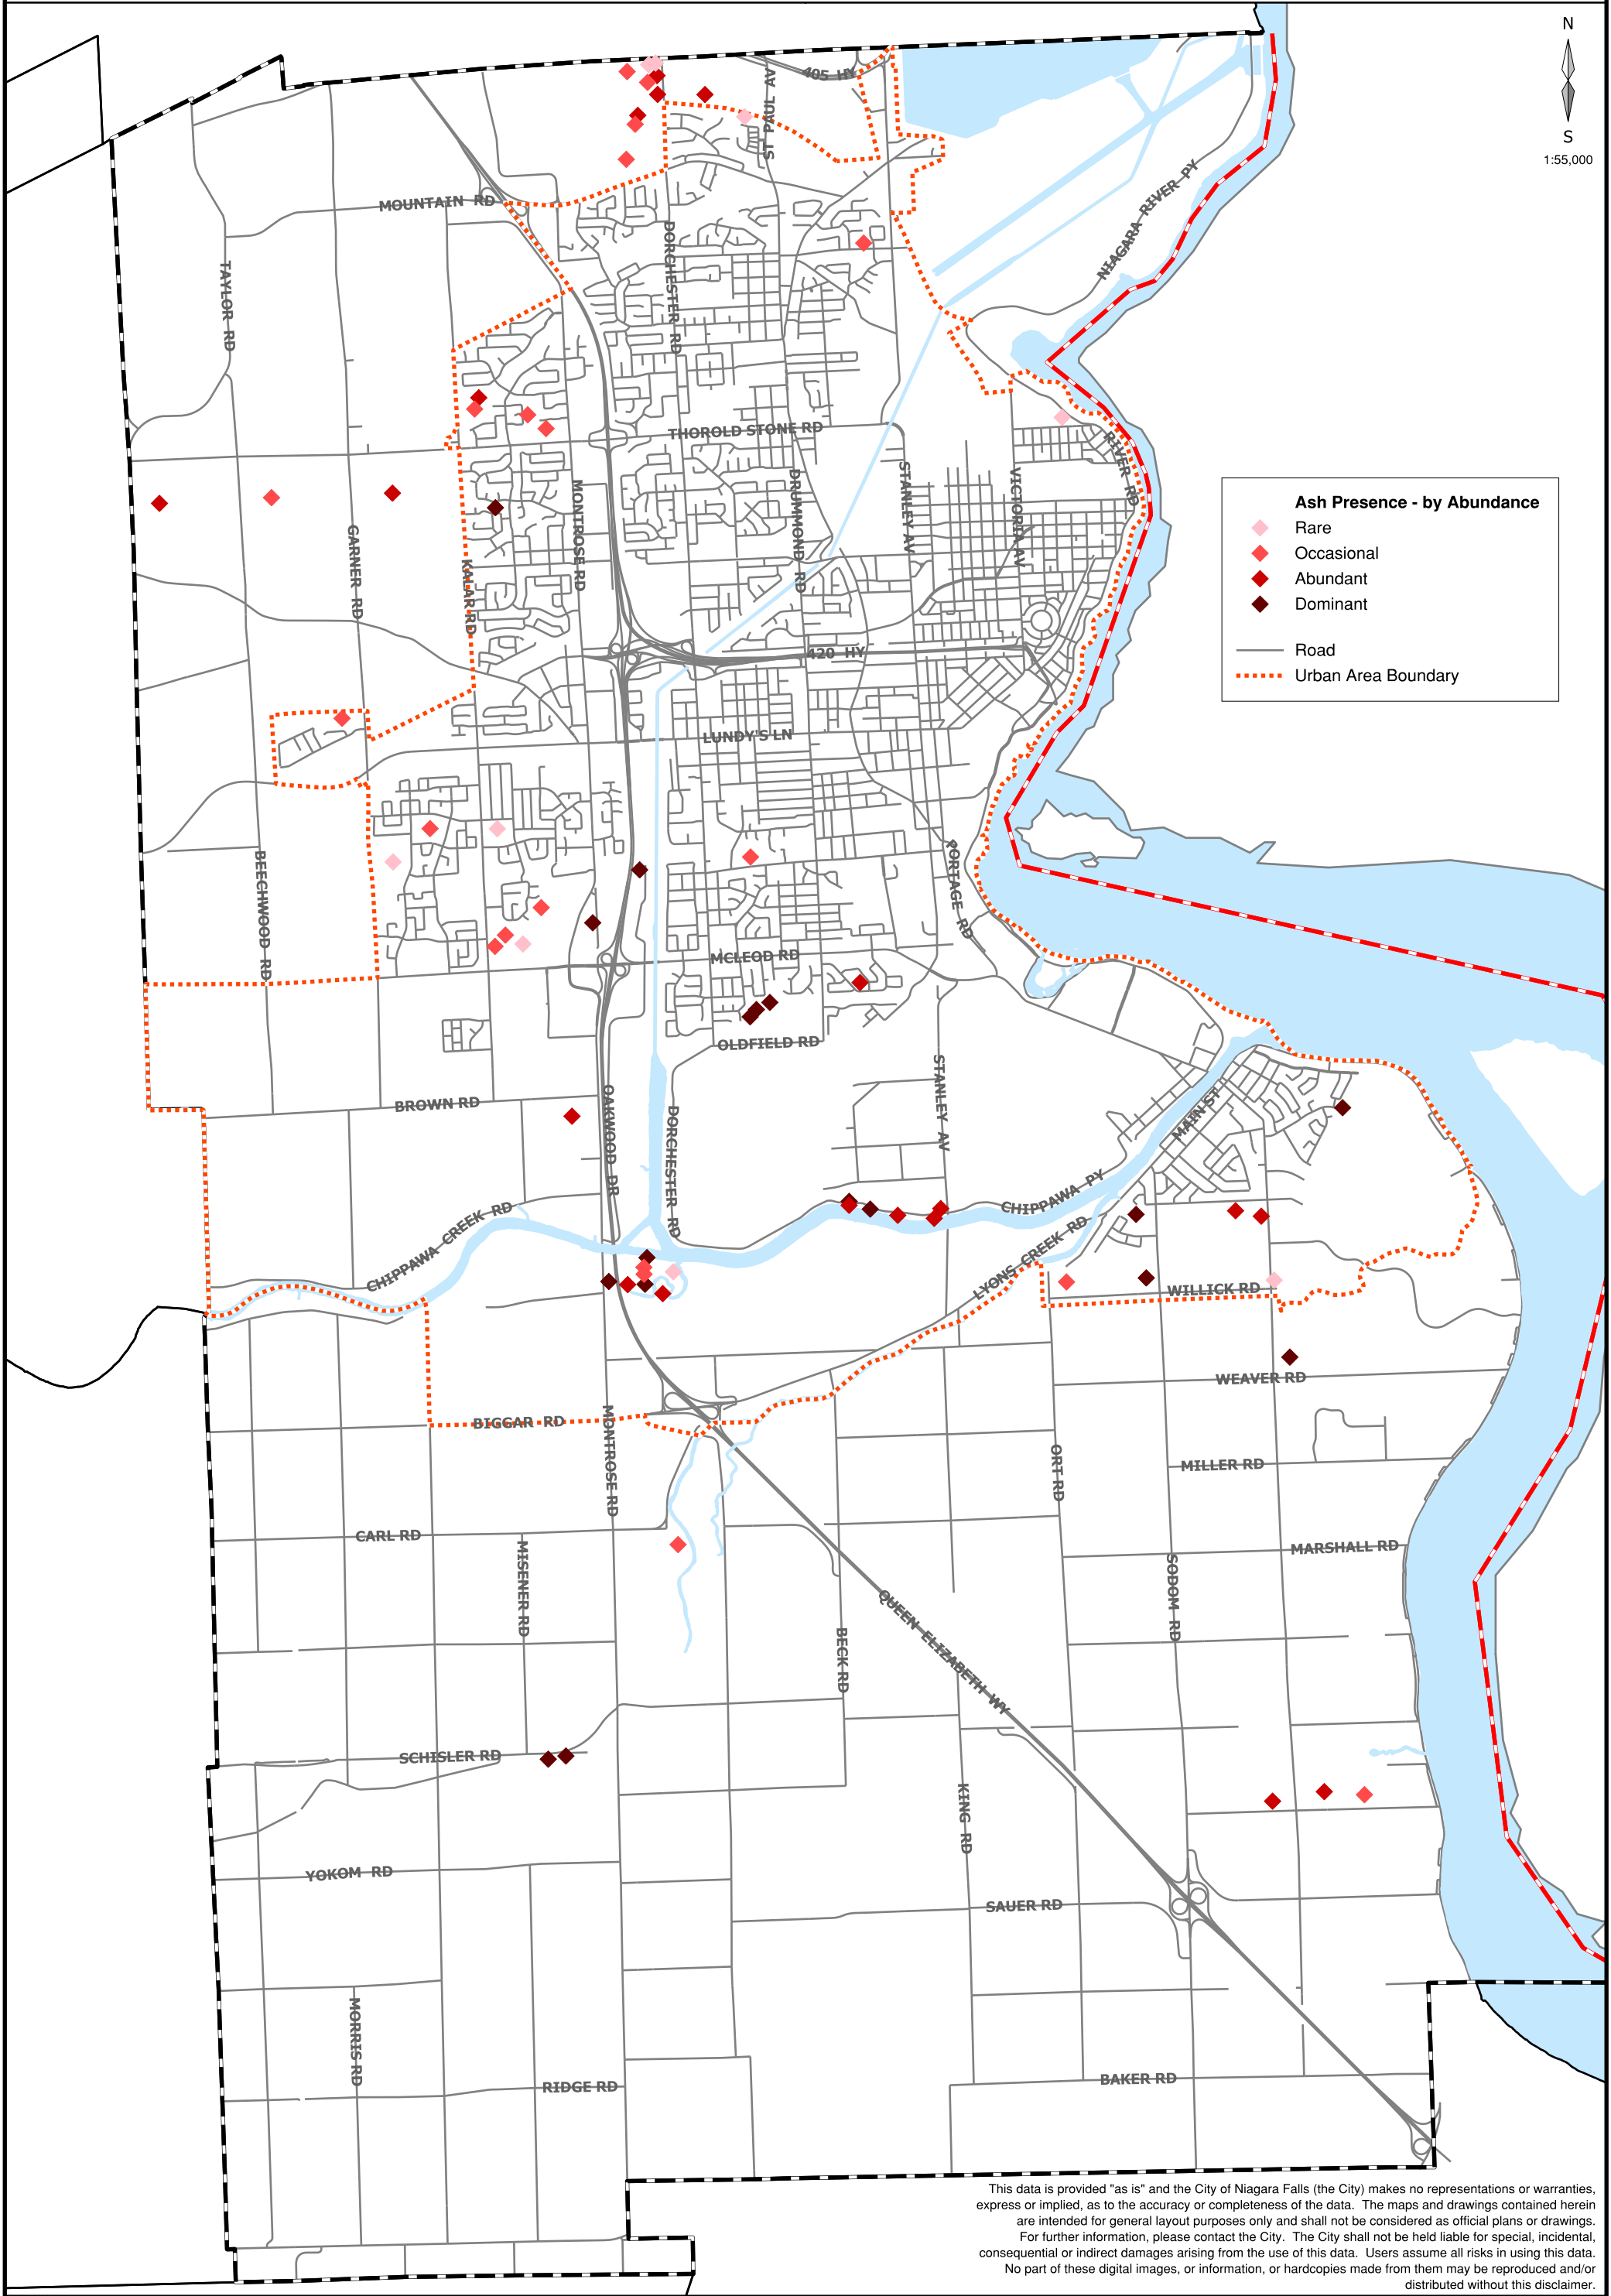 N
S
1:55,000
405 HY
ST PAUL AV
MOUNTAIN RD
NIAGARA RIVER PY
DORCHESTER RD
TAYLOR RD
THOROLD STONE RD
RIVER RD
DRUMMOND RD
STANLEY AV
VICTORIA AV
MONTROSE RD
GARNER RD
KALAR RD
Ash Presence - by Abundance
Rare
Occasional
Abundant
Dominant
Road
Urban Area Boundary
420 HY
LUNDY'S LN
BEECHWOOD RD
PORTAGE RD
MCLEOD RD
OLDFIELD RD
STANLEY AV
BROWN RD
OAKWOOD DR
DORCHESTER RD
MAIN ST
CHIPPAWA PY
CHIPPAWA CREEK RD
LYONS CREEK RD
WILLICK RD
WEAVER RD
BIGGAR RD
MONTROSE RD
ORT RD
MILLER RD
CARL RD
MISENER RD
MARSHALL RD
SODOM RD
QUEEN ELIZABETH WY
BECK RD
SCHISLER RD
KING RD
YOKOM RD
SAUER RD
MORRIS RD
RIDGE RD
BAKER RD
This data is provided "as is" and the City of Niagara Falls (the City) makes no representations or warranties,
express or implied, as to the accuracy or completeness of the data. The maps and drawings contained herein
are intended for general layout purposes only and shall not be considered as official plans or drawings.
For further information, please contact the City. The City shall not be held liable for special, incidental,
consequential or indirect damages arising from the use of this data. Users assume all risks in using this data.
No part of these digital images, or information, or hardcopies made from them may be reproduced and/or
distributed without this disclaimer.